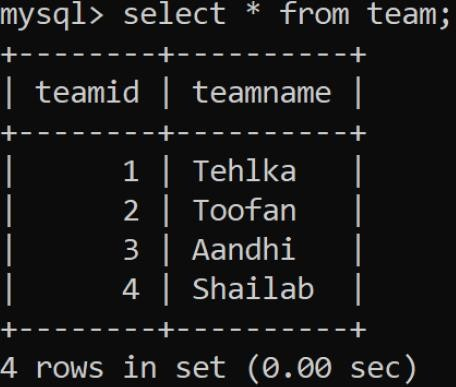 mysql> select * from team;
+--------+----------+
| teamid | teamname |
+--------+----------+
|      1 | Tehlka   |
|      2 | Toofan   |
|      3 | Aandhi   |
|      4 | Shailab  |
+--------+----------+
4 rows in set (0.00 sec)